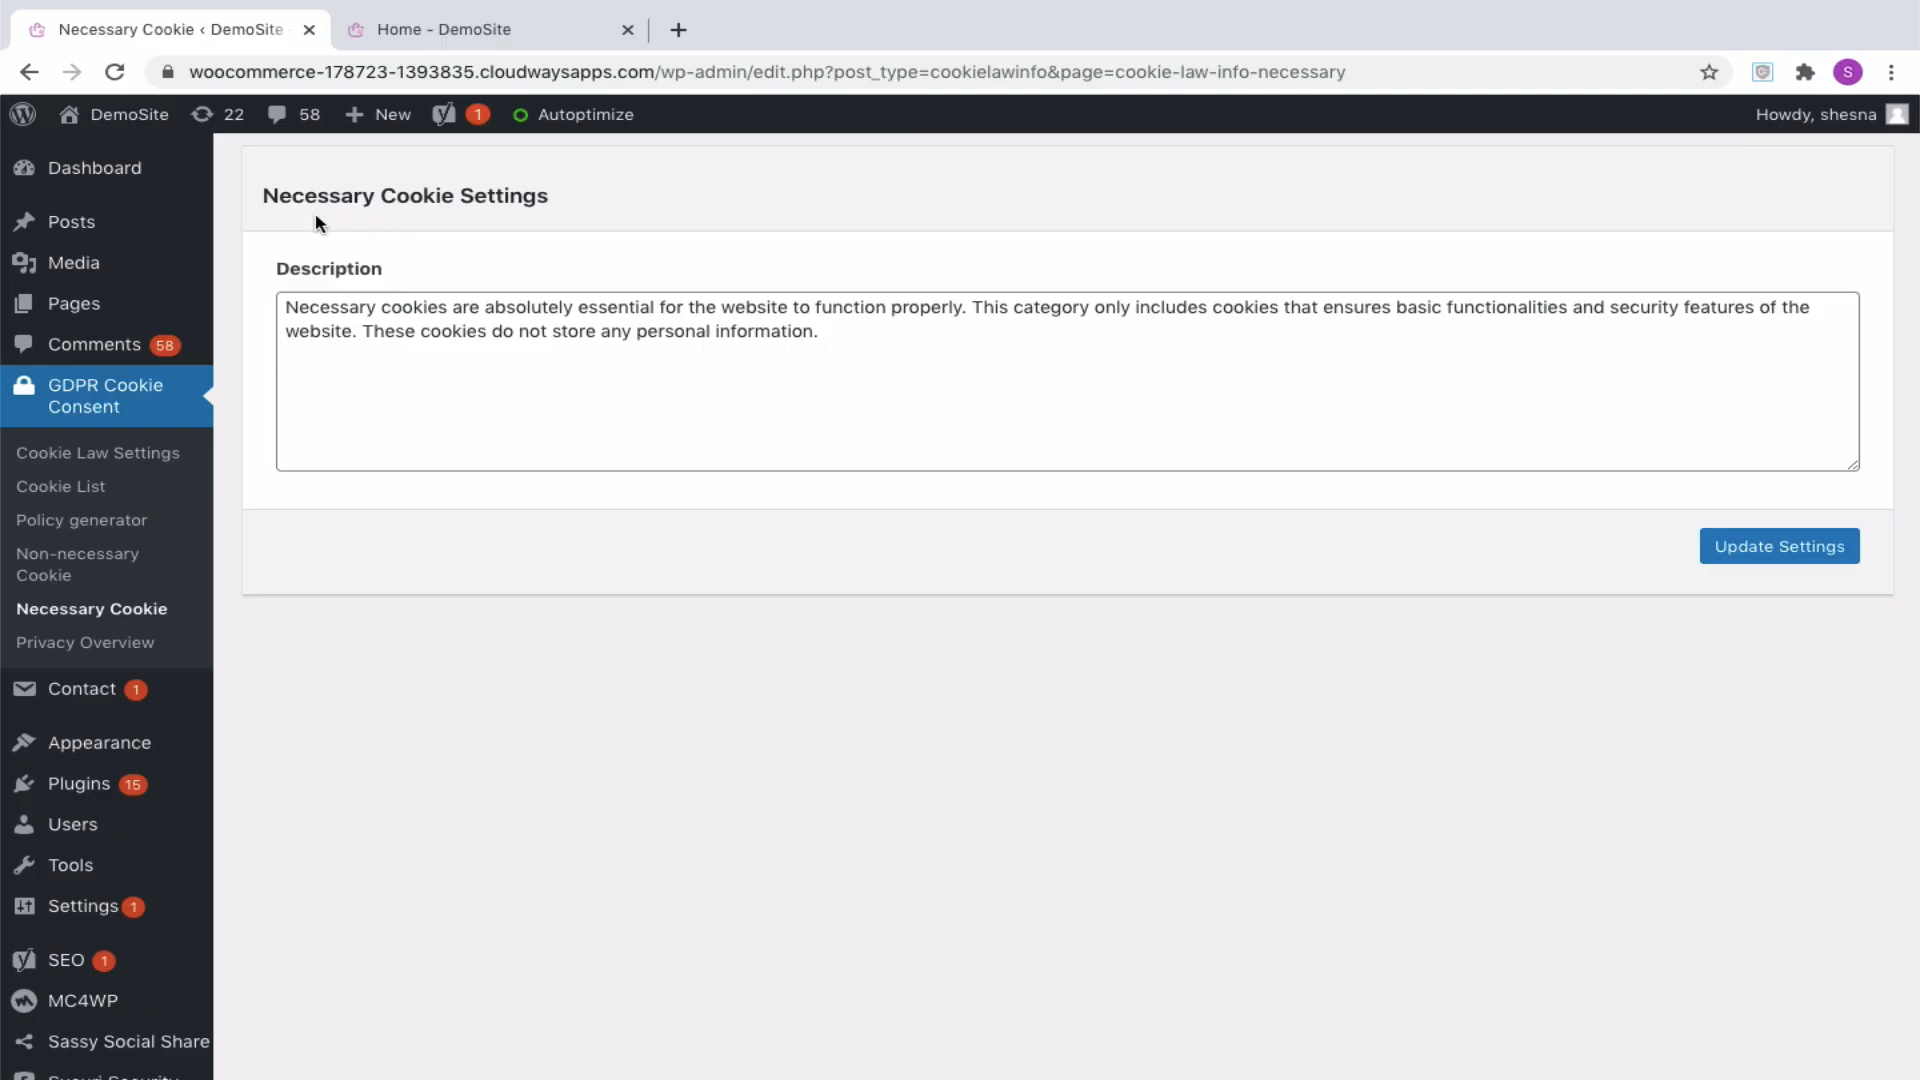 Necessary Cookie ‹ DemoSite
Home - DemoSite
woocommerce-178723-1393835.cloudwaysapps.com/wp-admin/edit.php?post_type=cookielawinfo&page=cookie-law-info-necessary
S
DemoSite
22
58
New
1
Autoptimize
Howdy, shesna
Dashboard
Posts
Media
Pages
Comments 58
GDPR Cookie
Consent
Cookie Law Settings
Cookie List
Policy generator
Non-necessary
Cookie
Necessary Cookie
Privacy Overview
Contact 1
Appearance
Plugins 15
Users
Tools
Settings 1
SEO 1
MC4WP
Sassy Social Share
Necessary Cookie Settings
Description
Necessary cookies are absolutely essential for the website to function properly. This category only includes cookies that ensures basic functionalities and security features of the
website. These cookies do not store any personal information.
Update Settings